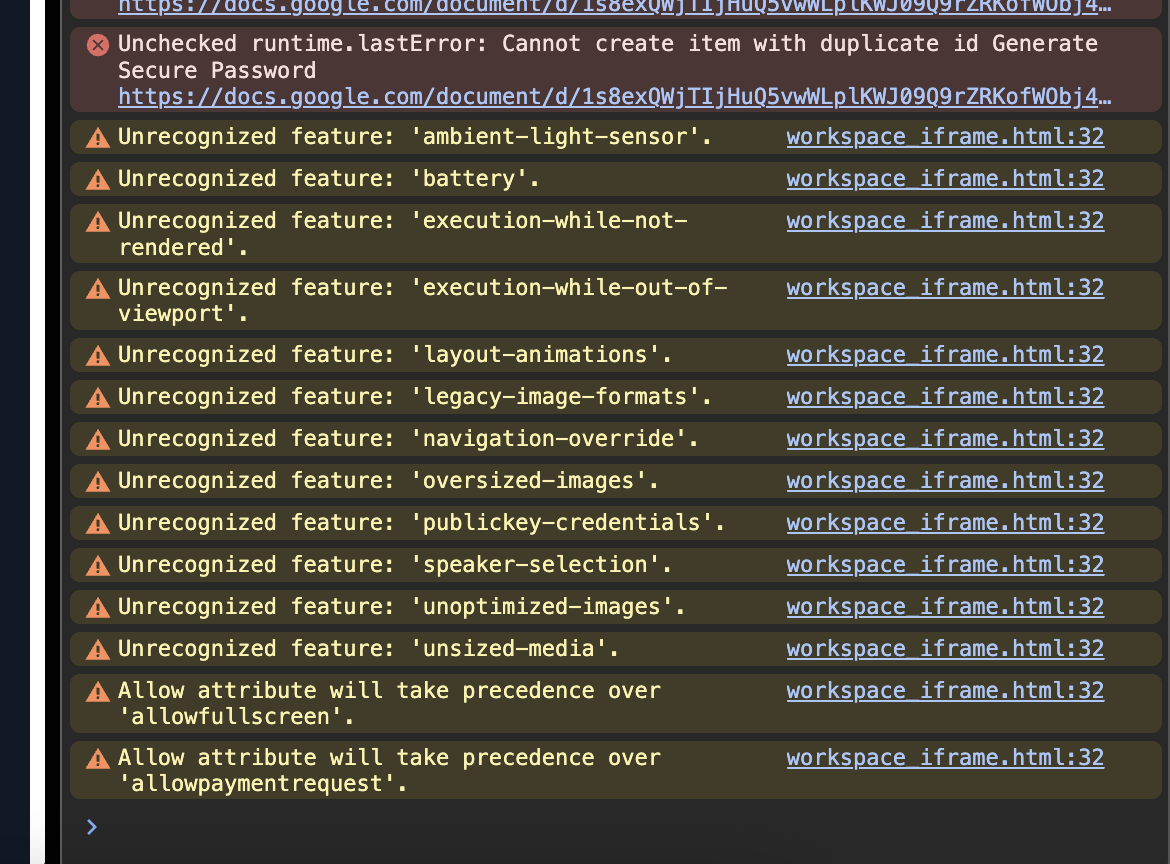 https://docs.google.com/document/d/1s8exQWjTIjHuQ5vwWLplKWJ09Q9rZRKofWObj4…
Unchecked runtime.lastError: Cannot create item with duplicate id Generate
Secure Password
https://docs.google.com/document/d/1s8exQWjTIjHuQ5vwWLplKWJ09Q9rZRKofWObj4…
Unrecognized feature: 'ambient-light-sensor'. workspace_iframe.html:32
Unrecognized feature: 'battery'. workspace_iframe.html:32
Unrecognized feature: 'execution-while-not- workspace_iframe.html:32
rendered'.
Unrecognized feature: 'execution-while-out-of- workspace_iframe.html:32
viewport'.
Unrecognized feature: 'layout-animations'. workspace_iframe.html:32
Unrecognized feature: 'legacy-image-formats'. workspace_iframe.html:32
Unrecognized feature: 'navigation-override'. workspace_iframe.html:32
Unrecognized feature: 'oversized-images'. workspace_iframe.html:32
Unrecognized feature: 'publickey-credentials'. workspace_iframe.html:32
Unrecognized feature: 'speaker-selection'. workspace_iframe.html:32
Unrecognized feature: 'unoptimized-images'. workspace_iframe.html:32
Unrecognized feature: 'unsized-media'. workspace_iframe.html:32
Allow attribute will take precedence over workspace_iframe.html:32
'allowfullscreen'.
Allow attribute will take precedence over workspace_iframe.html:32
'allowpaymentrequest'.